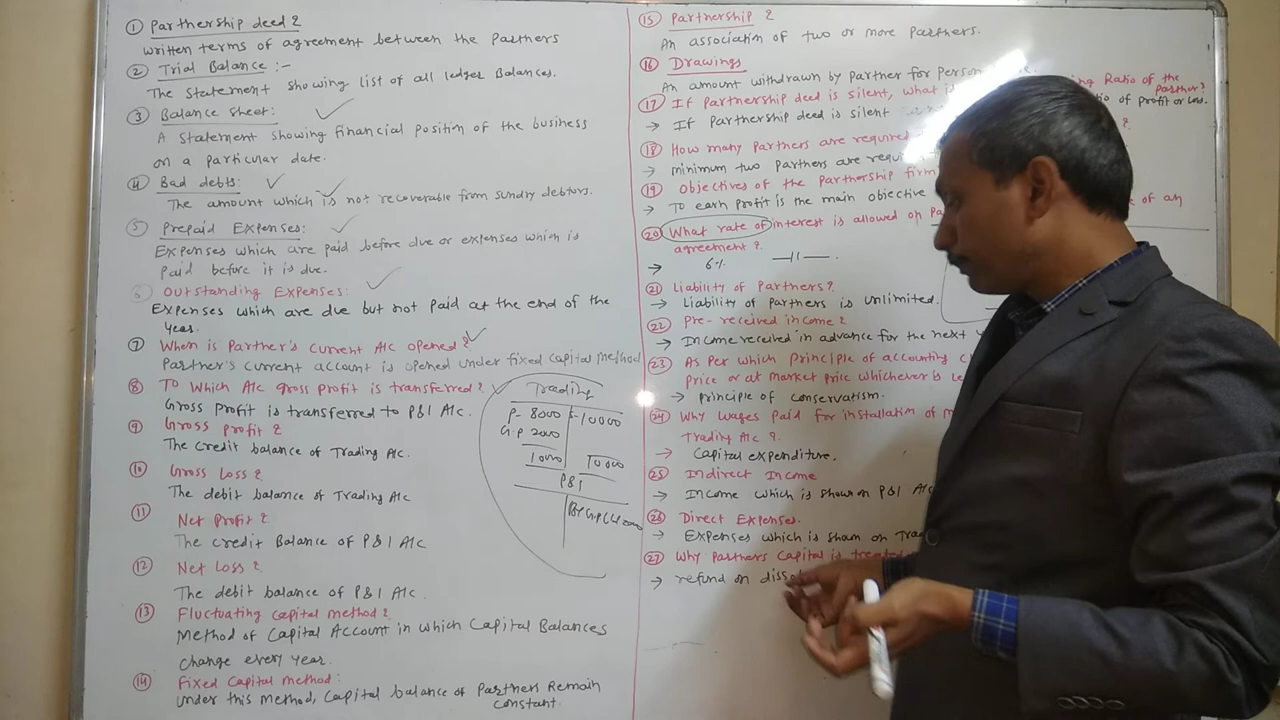 ① Partnership deed?
written terms of agreement between the Partners
② Trial Balance :-
The statement showing list of all ledger Balances.
③ Balance sheet:
A statement showing financial position of the business
on a particular date.
④ Bad debts:
The amount which is not recoverable from sundry debtors.
⑤ Prepaid Expenses:
Expenses which are paid before due or expenses which is
paid before it is due.
⑥ Outstanding Expenses:
Expenses which are due but not paid at the end of the
year.
⑦ When is Partner's current A/c opened?
Partner's current account is opened under fixed capital method
⑧ To Which A/c gross profit is transferred?
Gross profit is transferred to P&l A/c.
⑨ Gross profit?
The credit balance of Trading A/c.
⑩ Gross Loss?
The debit balance of Trading A/c
⑪ Net Profit?
The credit Balance of P&l A/c
⑫ Net Loss?
The debit balance of P&l A/c.
⑬ Fluctuating capital method?
Method of Capital Account in which Capital Balances
change every year.
⑭ Fixed Capital method:
under this method, Capital balance of Partners Remain
constant.
Trading
P- 8000
-10000
G.P 2000
10000
P&l
⑮ Partnership?
An association of two or more Partners.
⑯ Drawings
An amount withdrawn by Partner for
⑰ If Partnership deed is silent, what Ratio of the
Partner?
→ If Partnership deed is silent of profit or loss.
⑱ How many Partners are required ?
→ minimum two Partners are
⑲ Objectives of the Partnership firm
→ To earn profit is the main objective
⑳ What rate of interest is allowed on of any
agreement?
→ 6%
㉑ Liability of Partners?
→ Liability of Partners is unlimited.
㉒ Pre-received income?
→ Income received in advance for the next
㉓ As Per which Principle of accounting
price or at market price whichever is
→ Principle of conservatism.
㉔ Why wages paid for installation of
Trading A/c?
→ Capital expenditure.
㉕ Indirect Income
→ Income which is shown on P&l A/c
㉖ Direct Expenses.
→ Expenses which is shown on
㉗ Why Partners Capital is
→ refund on